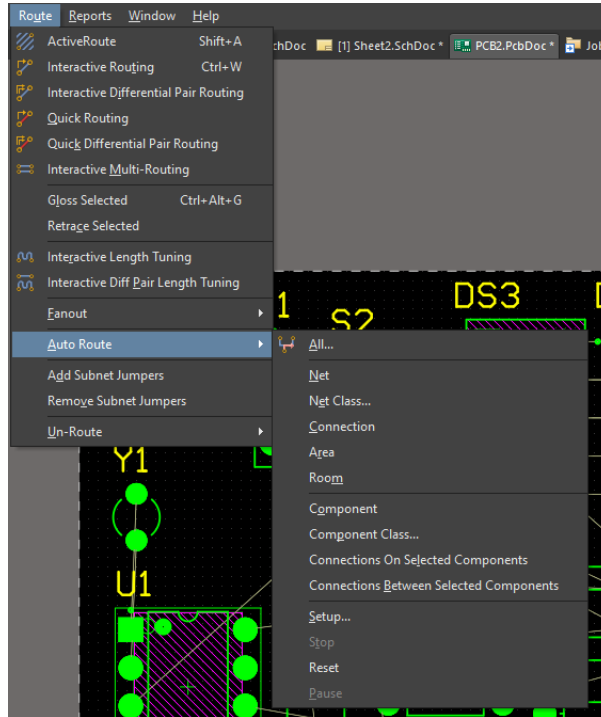 Route Reports Window Help
ActiveRoute Shift+A
Interactive Routing Ctrl+W
Interactive Differential Pair Routing
Quick Routing
Quick Differential Pair Routing
Interactive Multi-Routing
Gloss Selected Ctrl+Alt+G
Retrace Selected
Interactive Length Tuning
Interactive Diff Pair Length Tuning
Fanout
Auto Route
Add Subnet Jumpers
Remove Subnet Jumpers
Un-Route
chDoc [1] Sheet2.SchDoc * PCB2.PcbDoc * Jo
1 S2 DS3
All...
Net
Net Class...
Connection
Area
Room
Component
Component Class...
Connections On Selected Components
Connections Between Selected Components
Setup...
Stop
Reset
Pause
Y1
U1